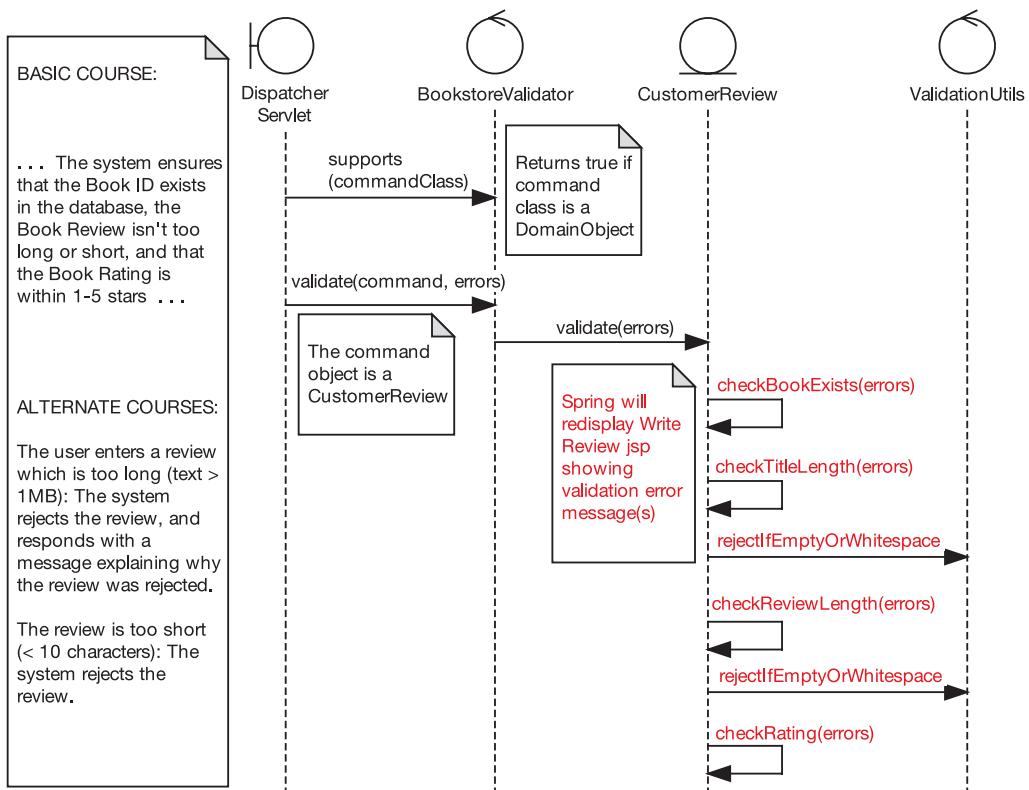 BASIC COURSE:
. . . The system ensures
that the Book ID exists
in the database, the
Book Review isn't too
long or short, and that
the Book Rating is
within 1-5 stars . . .
ALTERNATE COURSES:
The user enters a review
which is too long (text >
1MB): The system
rejects the review, and
responds with a
message explaining why
the review was rejected.
The review is too short
(< 10 characters): The
system rejects the
review.
Dispatcher
Servlet
BookstoreValidator
CustomerReview
ValidationUtils
supports
(commandClass)
Returns true if
command
class is a
DomainObject
validate(command, errors)
The command
object is a
CustomerReview
validate(errors)
Spring will
redisplay Write
Review jsp
showing
validation error
message(s)
checkBookExists(errors)
checkTitleLength(errors)
rejectIfEmptyOrWhitespace
checkReviewLength(errors)
rejectIfEmptyOrWhitespace
checkRating(errors)